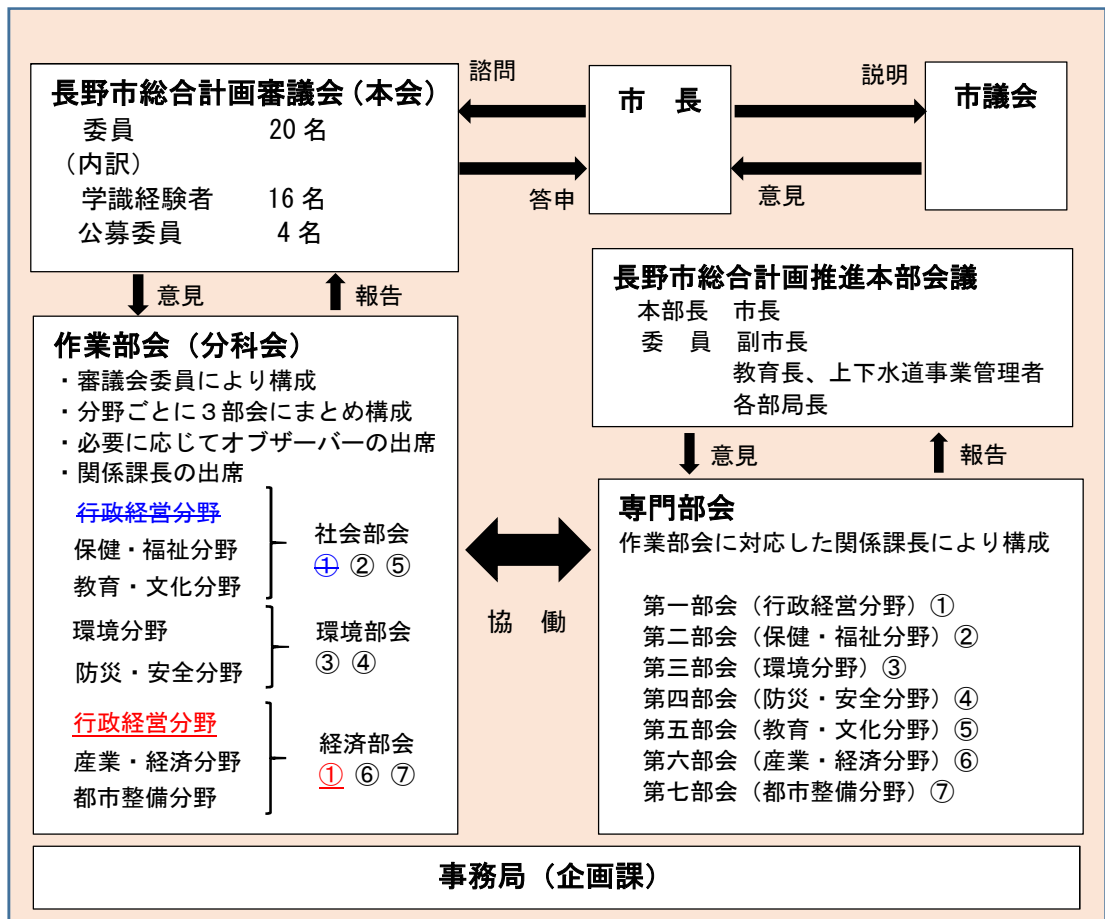 長野市総合計画審議会（本会）
委員 20 名
（内訳）
学識経験者 16 名
公募委員 4 名
諮問
答申
市 長
説明
意見
市議会
意見
報告
長野市総合計画推進本部会議
本部長 市長
委 員 副市長
教育長、上下水道事業管理者
各部局長
意見
報告
作業部会（分科会）
・審議会委員により構成
・分野ごとに３部会にまとめ構成
・必要に応じてオブザーバーの出席
・関係課長の出席
行政経営分野
保健・福祉分野
教育・文化分野
社会部会
① ② ⑤
環境分野
防災・安全分野
環境部会
③ ④
行政経営分野
産業・経済分野
都市整備分野
経済部会
① ⑥ ⑦
協 働
専門部会
作業部会に対応した関係課長により構成
第一部会（行政経営分野）①
第二部会（保健・福祉分野）②
第三部会（環境分野）③
第四部会（防災・安全分野）④
第五部会（教育・文化分野）⑤
第六部会（産業・経済分野）⑥
第七部会（都市整備分野）⑦
事務局（企画課）